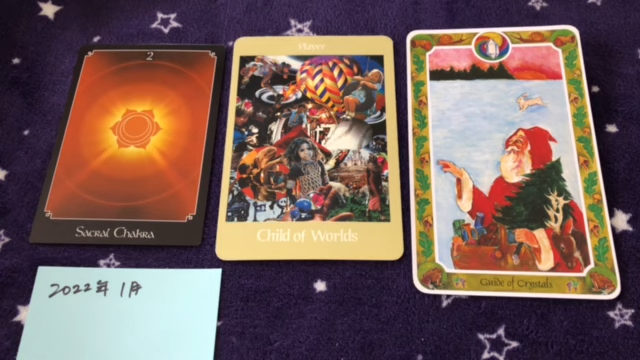 2
Sacral Chakra
Player
Child of Worlds
Guide of Crystals
2022年 1月